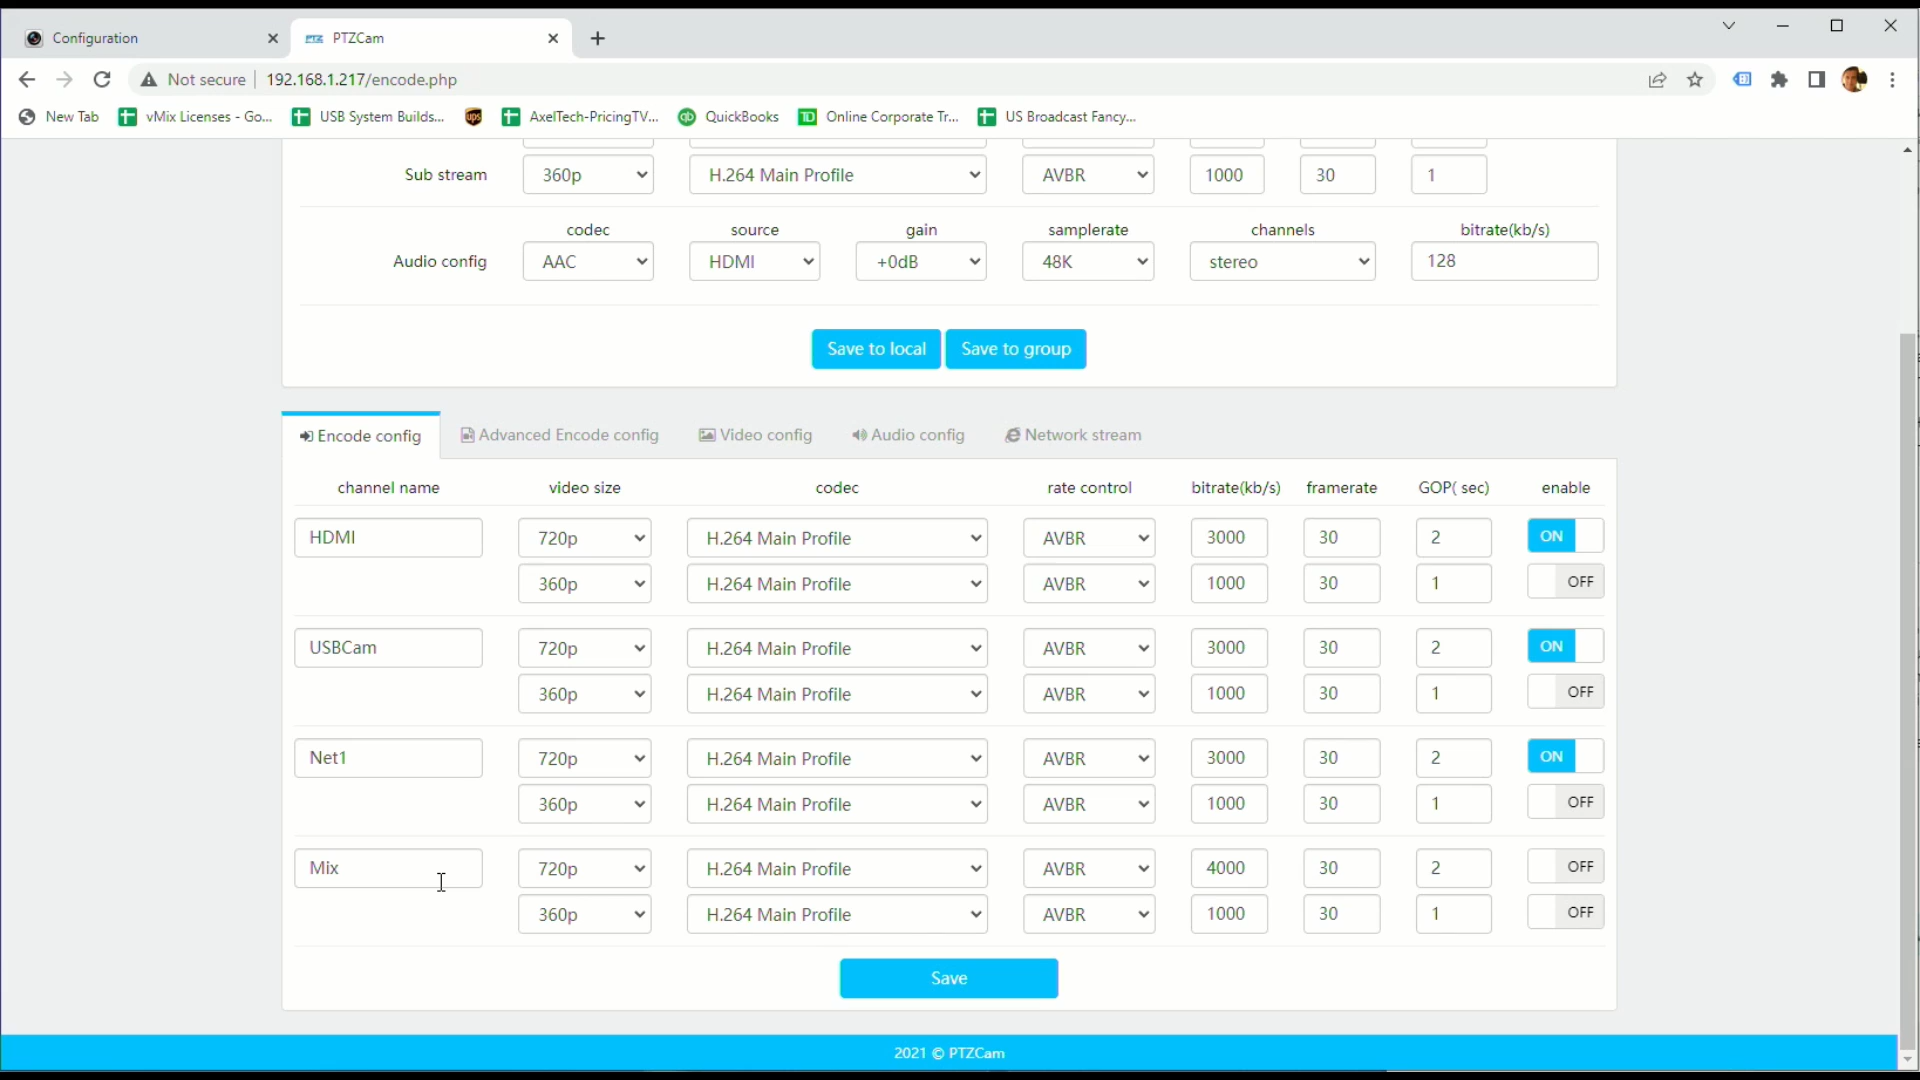 Configuration
PTZ PTZCam
Not secure 192.168.1.217/encode.php
New Tab vMix Licenses - Go... USB System Builds... ups AxelTech-PricingTV... qb QuickBooks TD Online Corporate Tr... US Broadcast Fancy...
Sub stream 360p H.264 Main Profile AVBR 1000 30 1
codec source gain samplerate channels bitrate(kb/s)
Audio config AAC HDMI +0dB 48K stereo 128
Save to local Save to group
Encode config Advanced Encode config Video config Audio config Network stream
channel name video size codec rate control bitrate(kb/s) framerate GOP( sec) enable
HDMI 720p H.264 Main Profile AVBR 3000 30 2 ON
360p H.264 Main Profile AVBR 1000 30 1 OFF
USBCam 720p H.264 Main Profile AVBR 3000 30 2 ON
360p H.264 Main Profile AVBR 1000 30 1 OFF
Net1 720p H.264 Main Profile AVBR 3000 30 2 ON
360p H.264 Main Profile AVBR 1000 30 1 OFF
Mix 720p H.264 Main Profile AVBR 4000 30 2 OFF
360p H.264 Main Profile AVBR 1000 30 1 OFF
Save
2021 © PTZCam